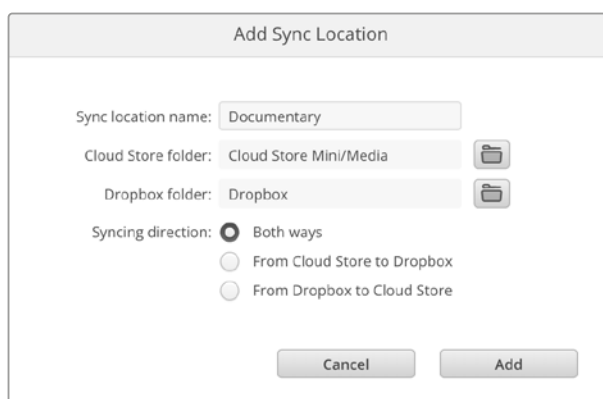 Add Sync Location
Sync location name: Documentary
Cloud Store folder: Cloud Store Mini/Media
Dropbox folder: Dropbox
Syncing direction: Both ways
From Cloud Store to Dropbox
From Dropbox to Cloud Store
Cancel Add